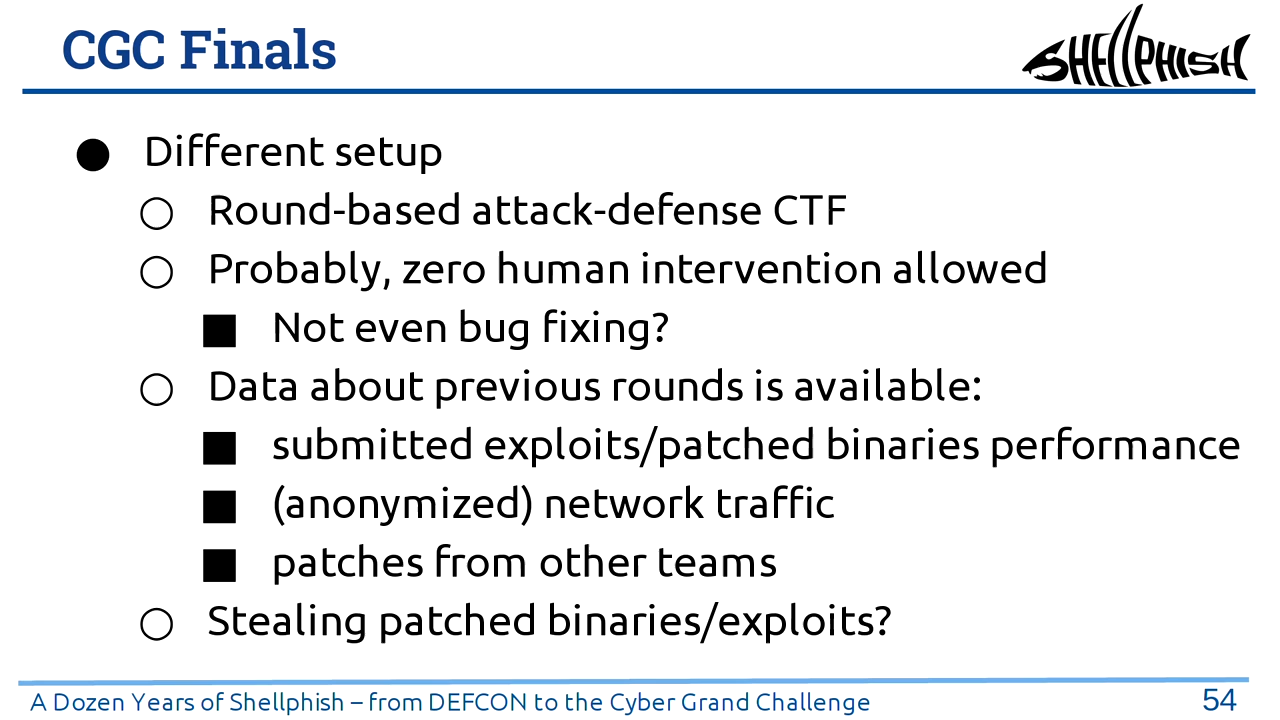 CGC Finals
SHELLPHISH
● Different setup
○ Round-based attack-defense CTF
○ Probably, zero human intervention allowed
■ Not even bug fixing?
○ Data about previous rounds is available:
■ submitted exploits/patched binaries performance
■ (anonymized) network traffic
■ patches from other teams
○ Stealing patched binaries/exploits?
A Dozen Years of Shellphish – from DEFCON to the Cyber Grand Challenge
54